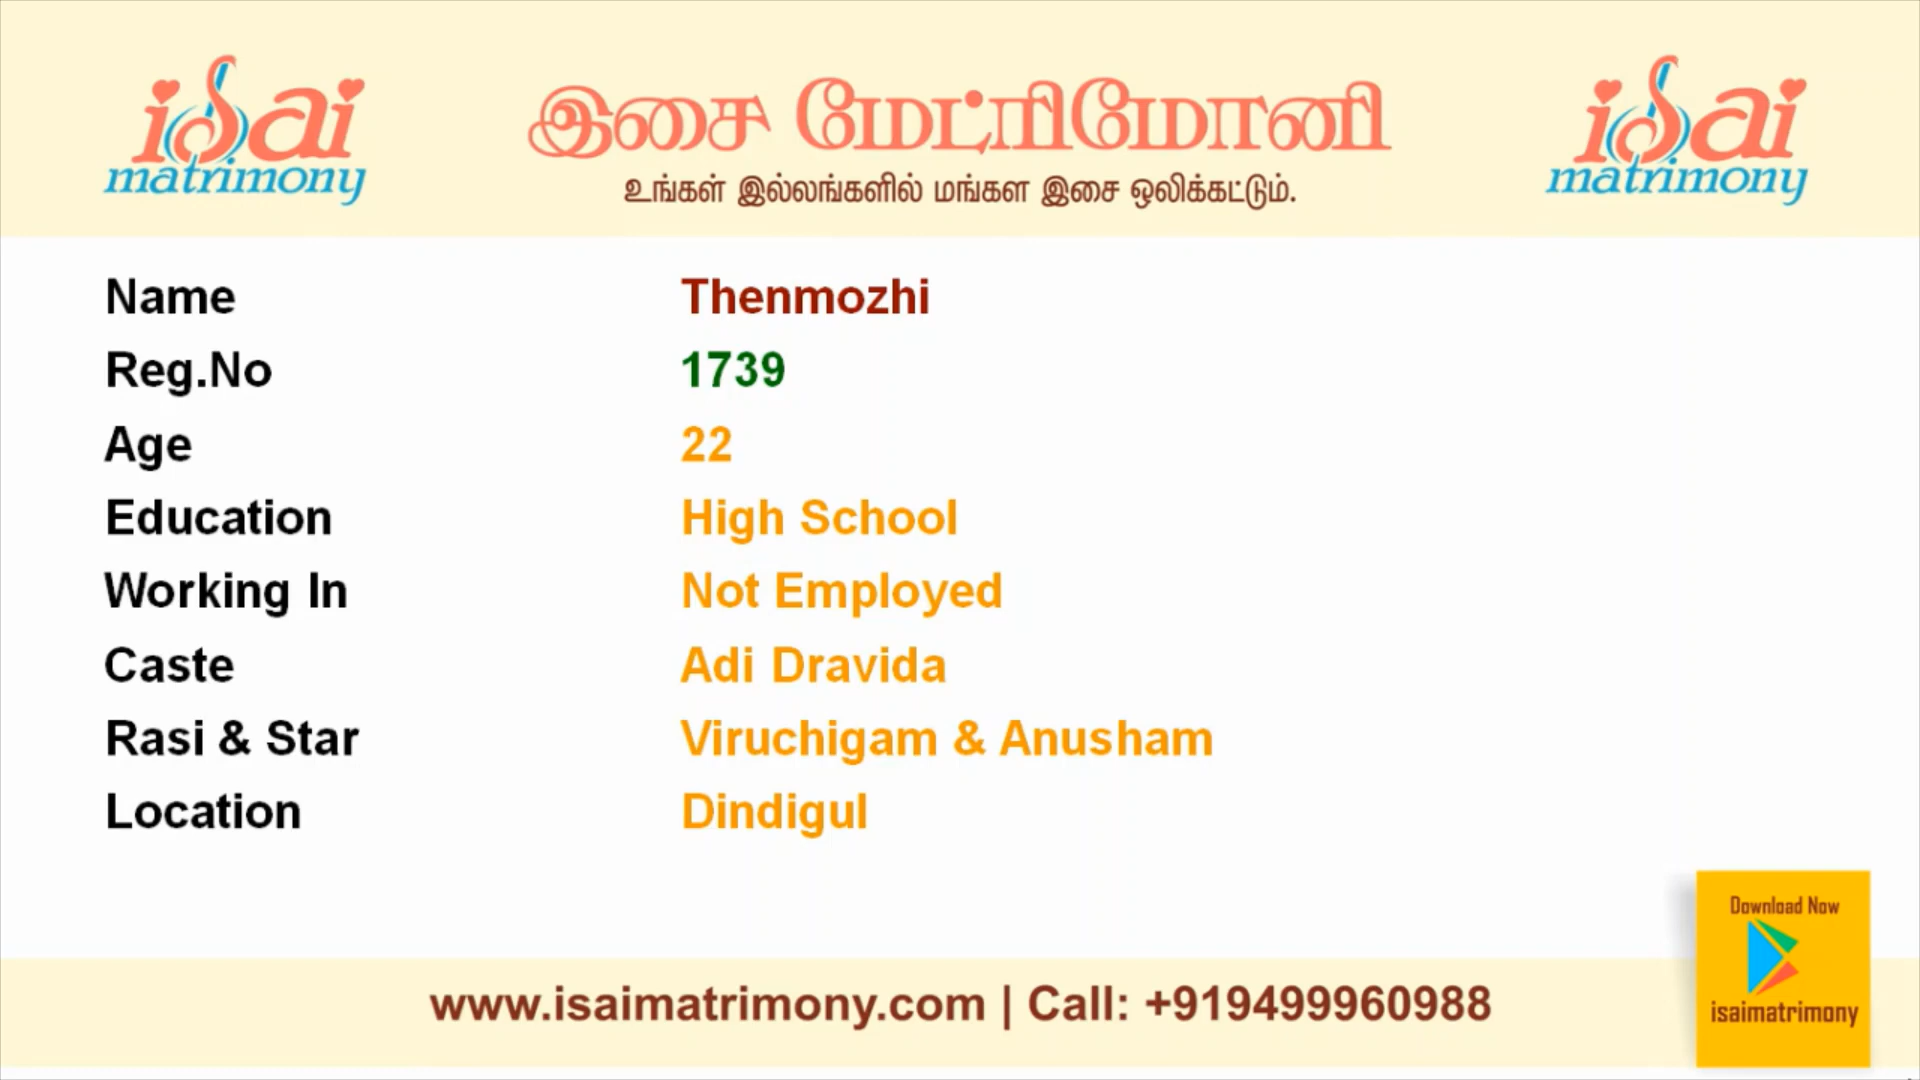 isai
matrimony
இசை மேட்ரிமோனி
உங்கள் இல்லங்களில் மங்கள இசை ஒலிக்கட்டும்.
isai
matrimony
Name Thenmozhi
Reg.No 1739
Age 22
Education High School
Working In Not Employed
Caste Adi Dravida
Rasi & Star Viruchigam & Anusham
Location Dindigul
Download Now
isaimatrimony
www.isaimatrimony.com | Call: +919499960988